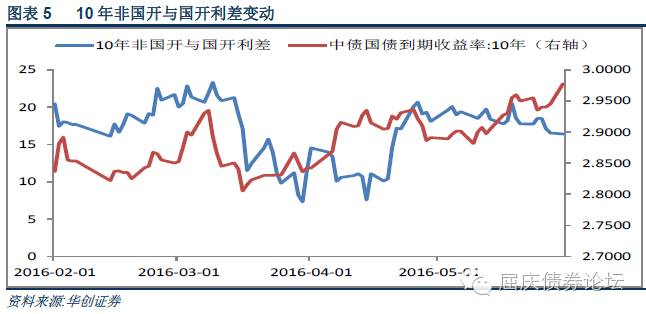 图表 5 10 年非国开与国开利差变动
10年非国开与国开利差 中债国债到期收益率:10年（右轴）
25 3.0000
20 2.9500
15 2.9000
10 2.8500
5 2.8000
0 2.7500
2.7000
2016-02-01 2016-03-01 2016-04-01 2016-05-01
屈庆债券论坛
资料来源:华创证券